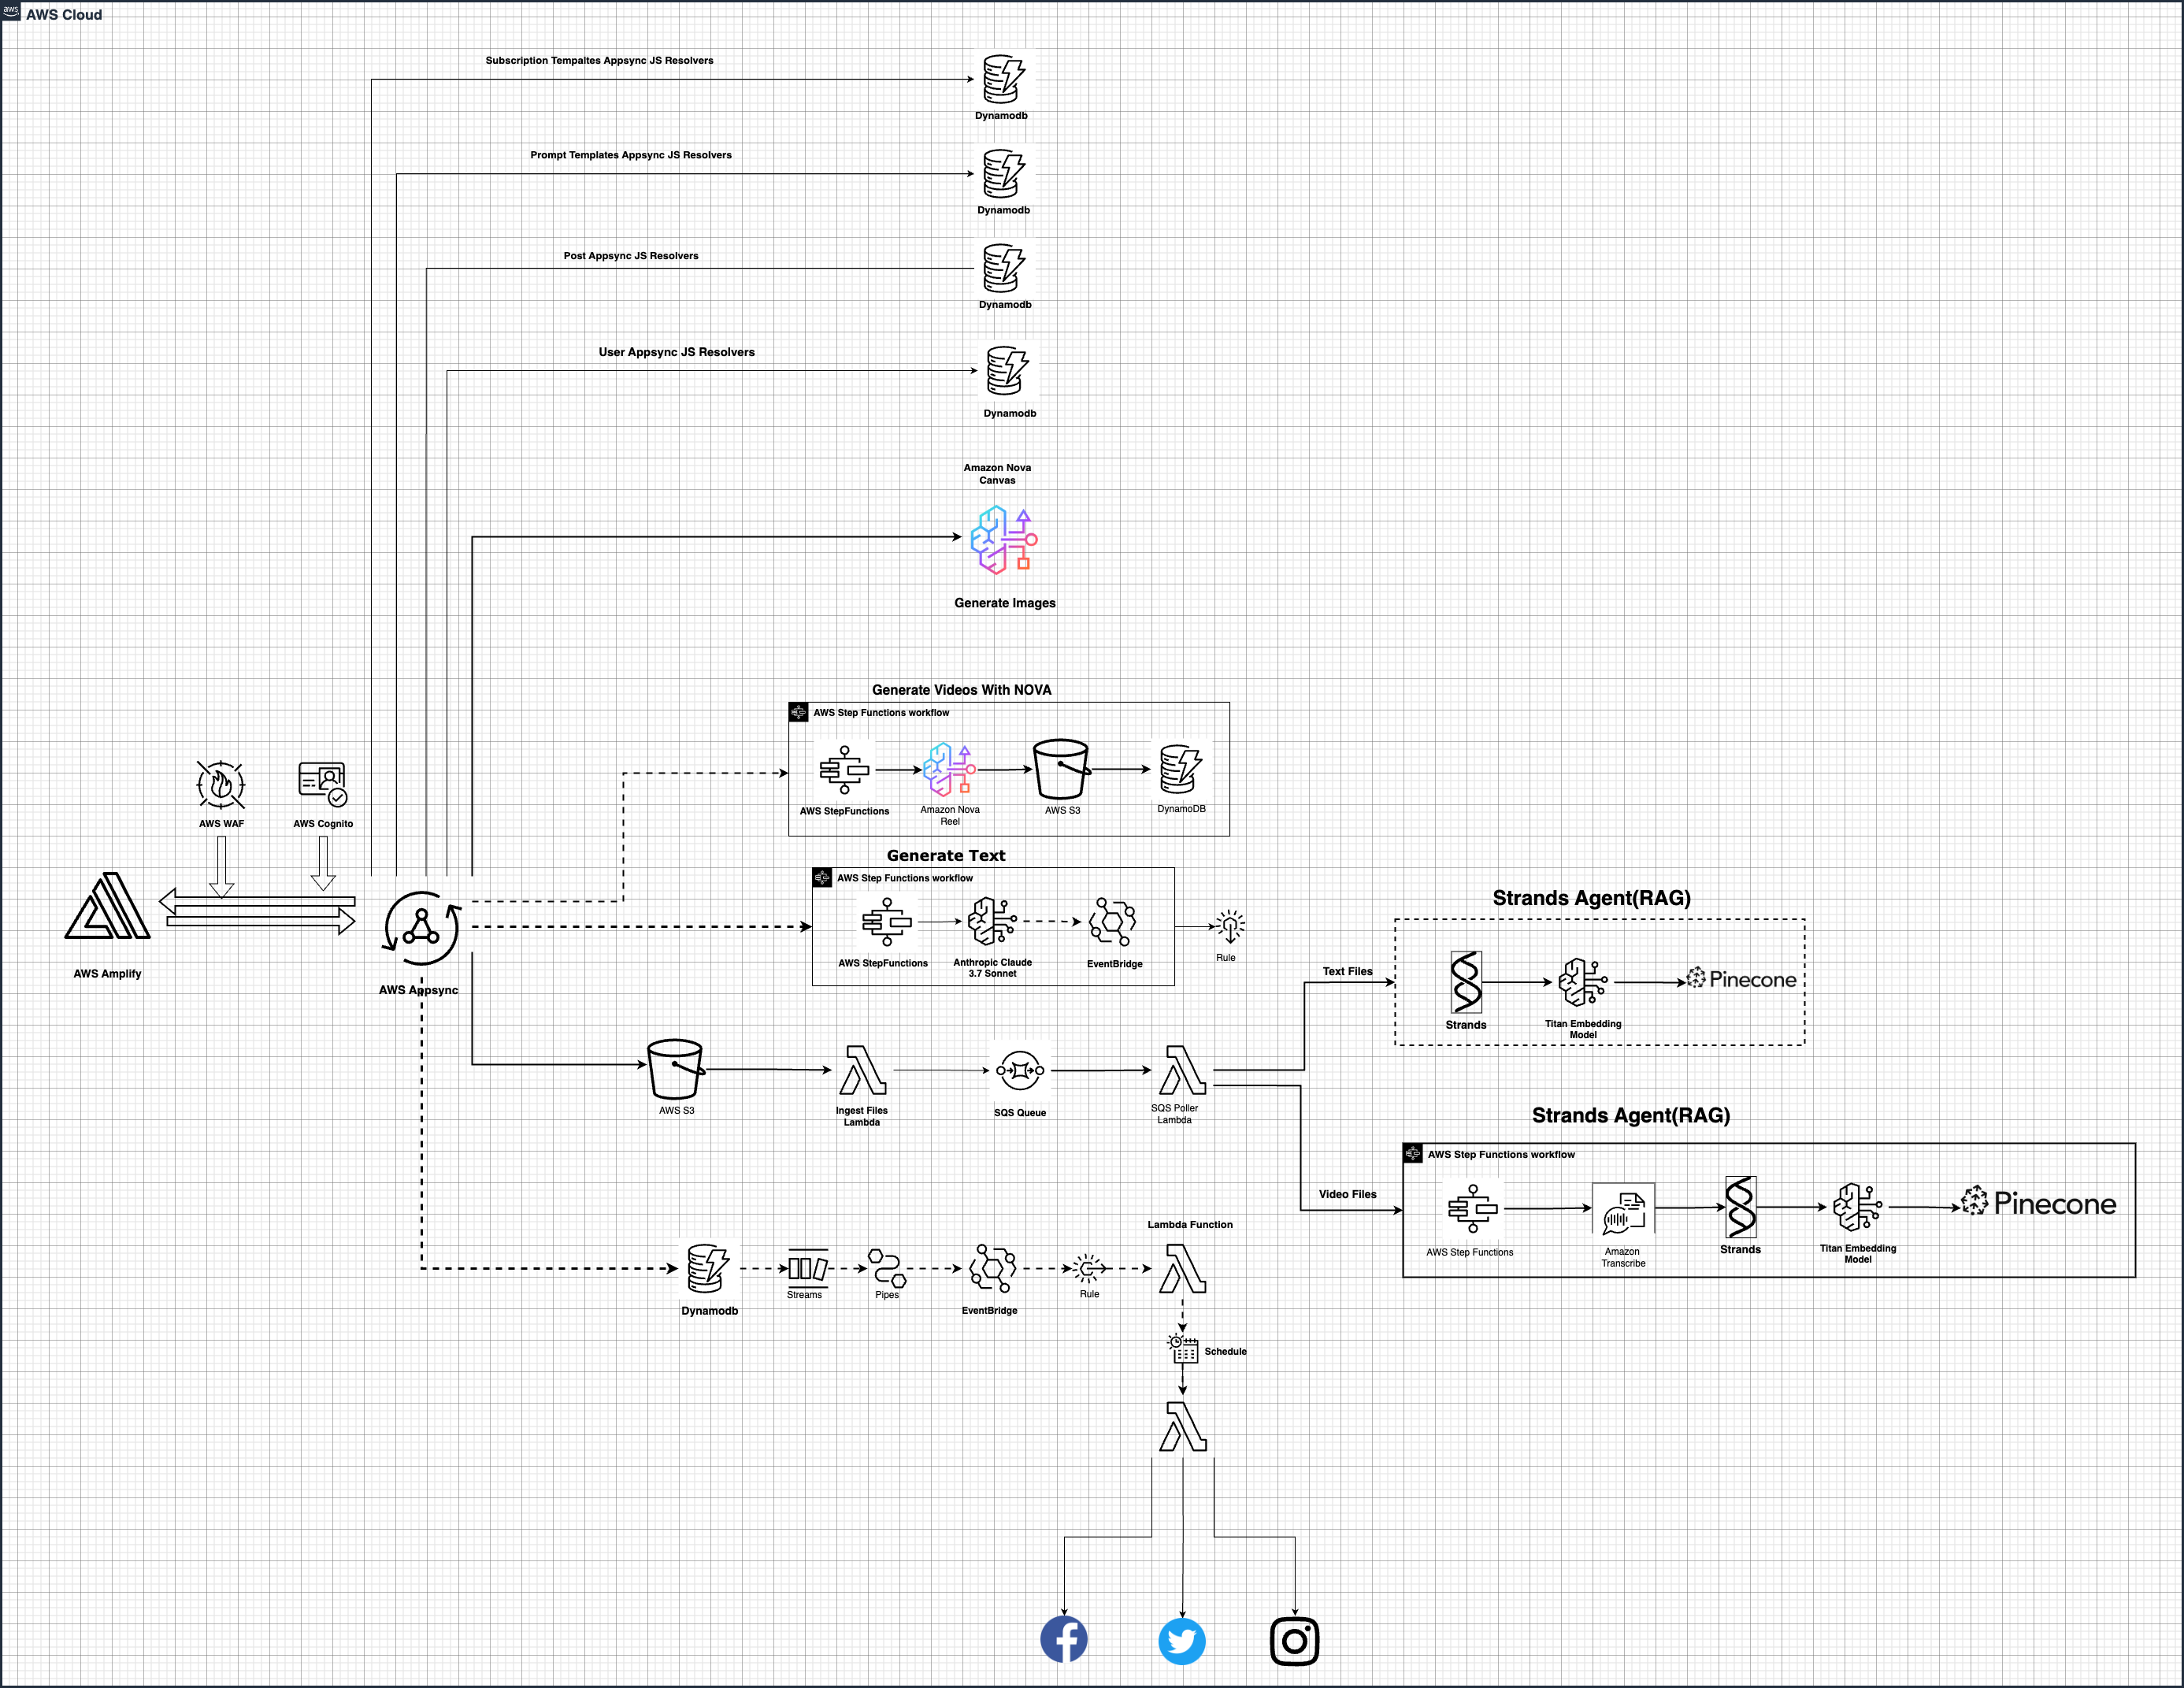 aws
AWS Cloud
Subscription Tempaltes Appsync JS Resolvers
Dynamodb
Prompt Templates Appsync JS Resolvers
Dynamodb
Post Appsync JS Resolvers
Dynamodb
User Appsync JS Resolvers
Dynamodb
Amazon Nova
Canvas
Generate Images
Generate Videos With NOVA
AWS Step Functions workflow
AWS StepFunctions
Amazon Nova
Reel
AWS S3
DynamoDB
AWS WAF
AWS Cognito
AWS Amplify
AWS Appsync
Generate Text
AWS Step Functions workflow
AWS StepFunctions
Anthropic Claude
3.7 Sonnet
EventBridge
Rule
Strands Agent(RAG)
Text Files
Strands
Titan Embedding
Model
Pinecone
AWS S3
Ingest Files
Lambda
SQS Queue
SQS Poller
Lambda
Strands Agent(RAG)
Video Files
AWS Step Functions workflow
AWS Step Functions
Amazon
Transcribe
Strands
Titan Embedding
Model
Pinecone
Dynamodb
Streams
Pipes
EventBridge
Rule
Lambda Function
Schedule